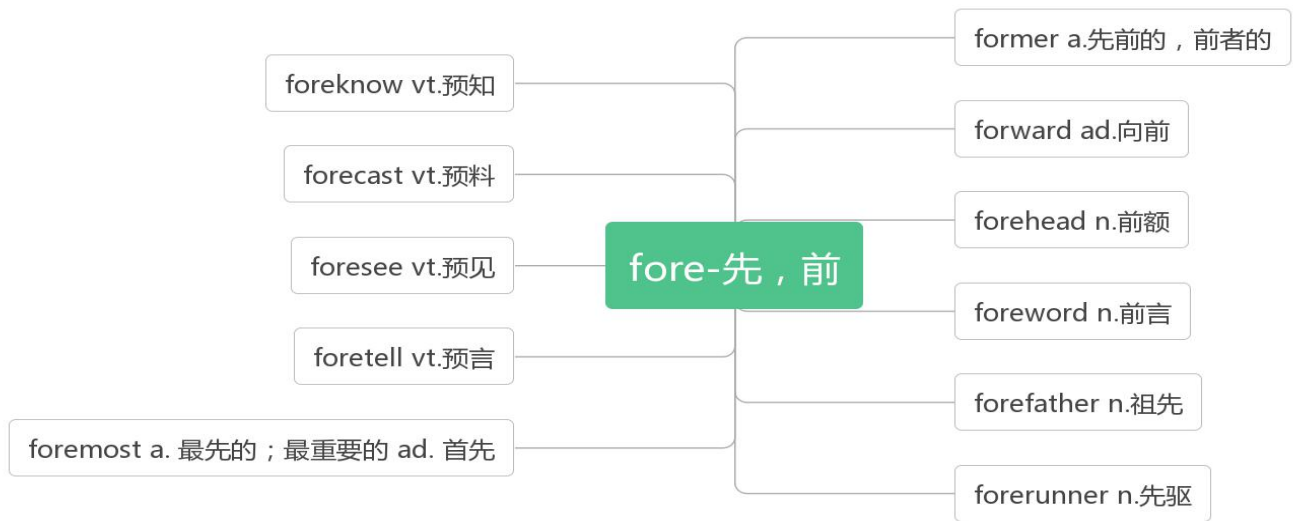 fore-先，前
former a.先前的，前者的
forward ad.向前
forehead n.前额
foreword n.前言
forefather n.祖先
forerunner n.先驱
foreknow vt.预知
forecast vt.预料
foresee vt.预见
foretell vt.预言
foremost a. 最先的；最重要的 ad. 首先